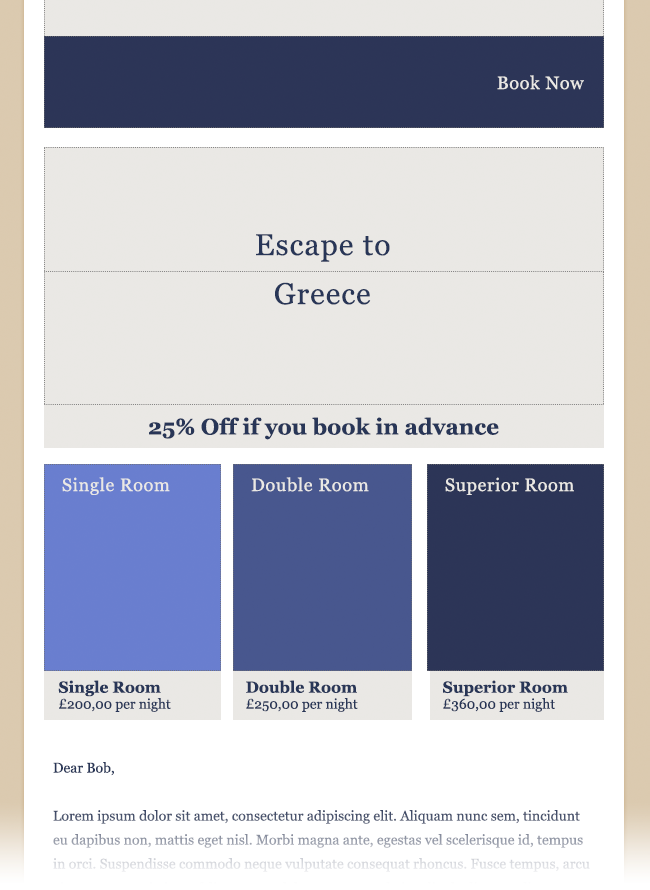 Book Now
Escape to
Greece
25% Off if you book in advance
Single Room
Double Room
Superior Room
Single Room
£200,00 per night
Double Room
£250,00 per night
Superior Room
£360,00 per night
Dear Bob,
Lorem ipsum dolor sit amet, consectetur adipiscing elit. Aliquam nunc sem, tincidunt
eu dapibus non, mattis eget nisl. Morbi magna ante, egestas vel scelerisque id, tempus
in orci. Suspendisse commodo neque vulputate consequat rhoncus. Fusce tempus, arcu